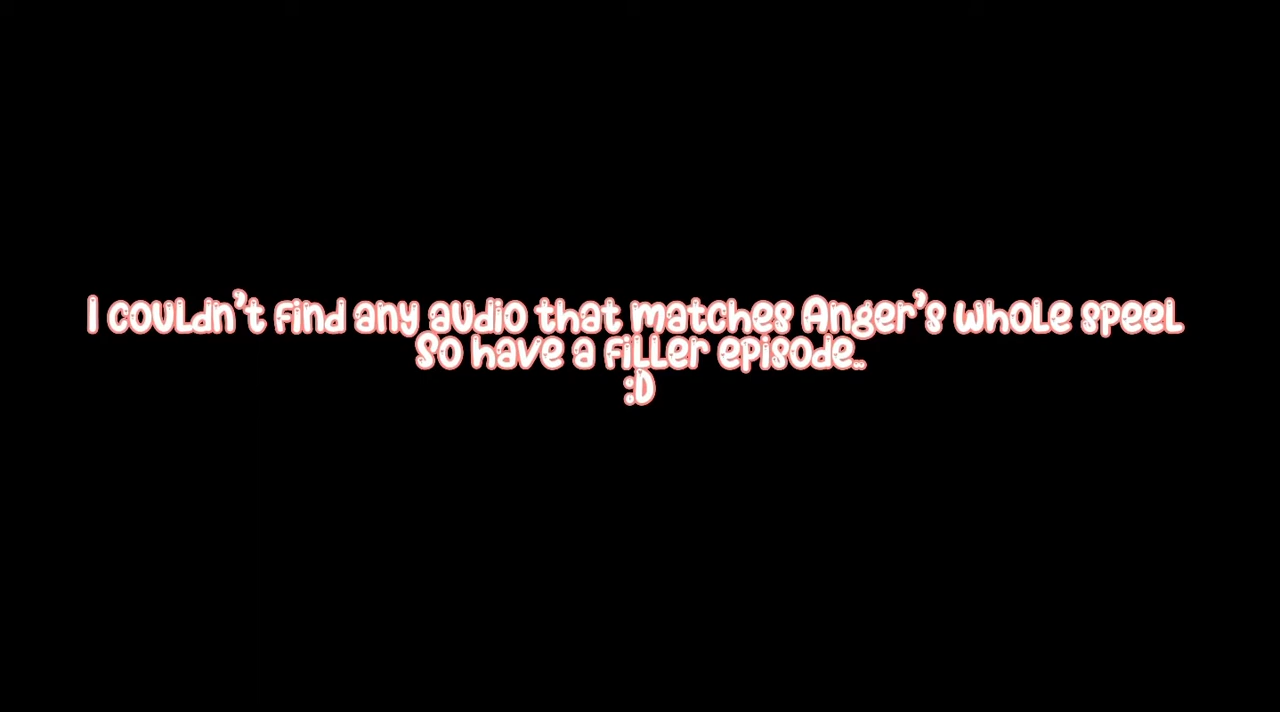 I couldn't find any audio that matches Anger's whole speel
So have a filler episode..
:D